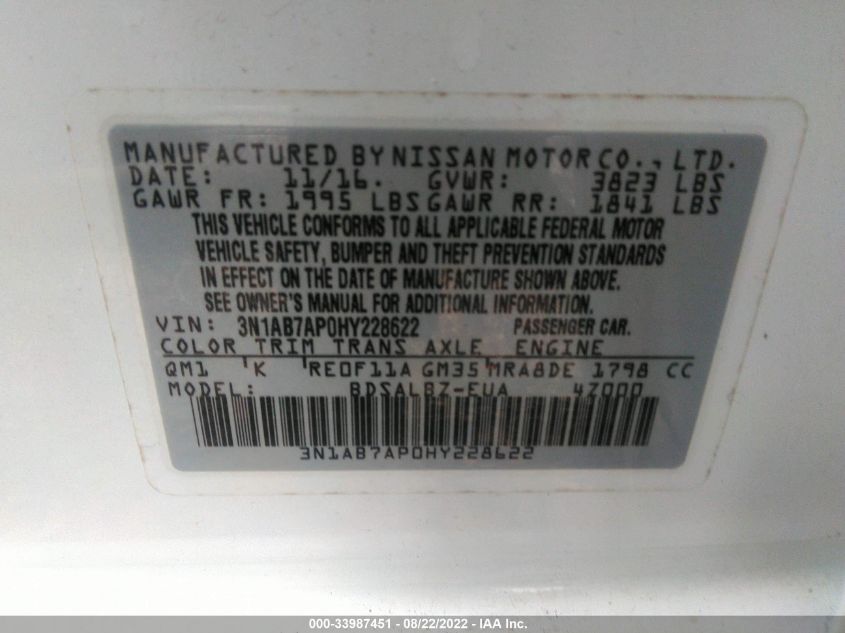 MANUFACTURED BY NISSAN MOTOR CO., LTD.
DATE: 11/16. GVWR: 3823 LBS
GAWR FR: 1995 LBS GAWR RR: 1841 LBS
THIS VEHICLE CONFORMS TO ALL APPLICABLE FEDERAL MOTOR
VEHICLE SAFETY, BUMPER AND THEFT PREVENTION STANDARDS
IN EFFECT ON THE DATE OF MANUFACTURE SHOWN ABOVE.
SEE OWNER'S MANUAL FOR ADDITIONAL INFORMATION.
VIN: 3N1AB7AP0HY228622 PASSENGER CAR.
COLOR TRIM TRANS AXLE ENGINE
QM1 K RE0F11A GM35 MRA8DE 1798 CC
MODEL: BDSALBZ-EUA 4Z000
3N1AB7AP0HY228622
000-33987451 - 08/22/2022 - IAA Inc.